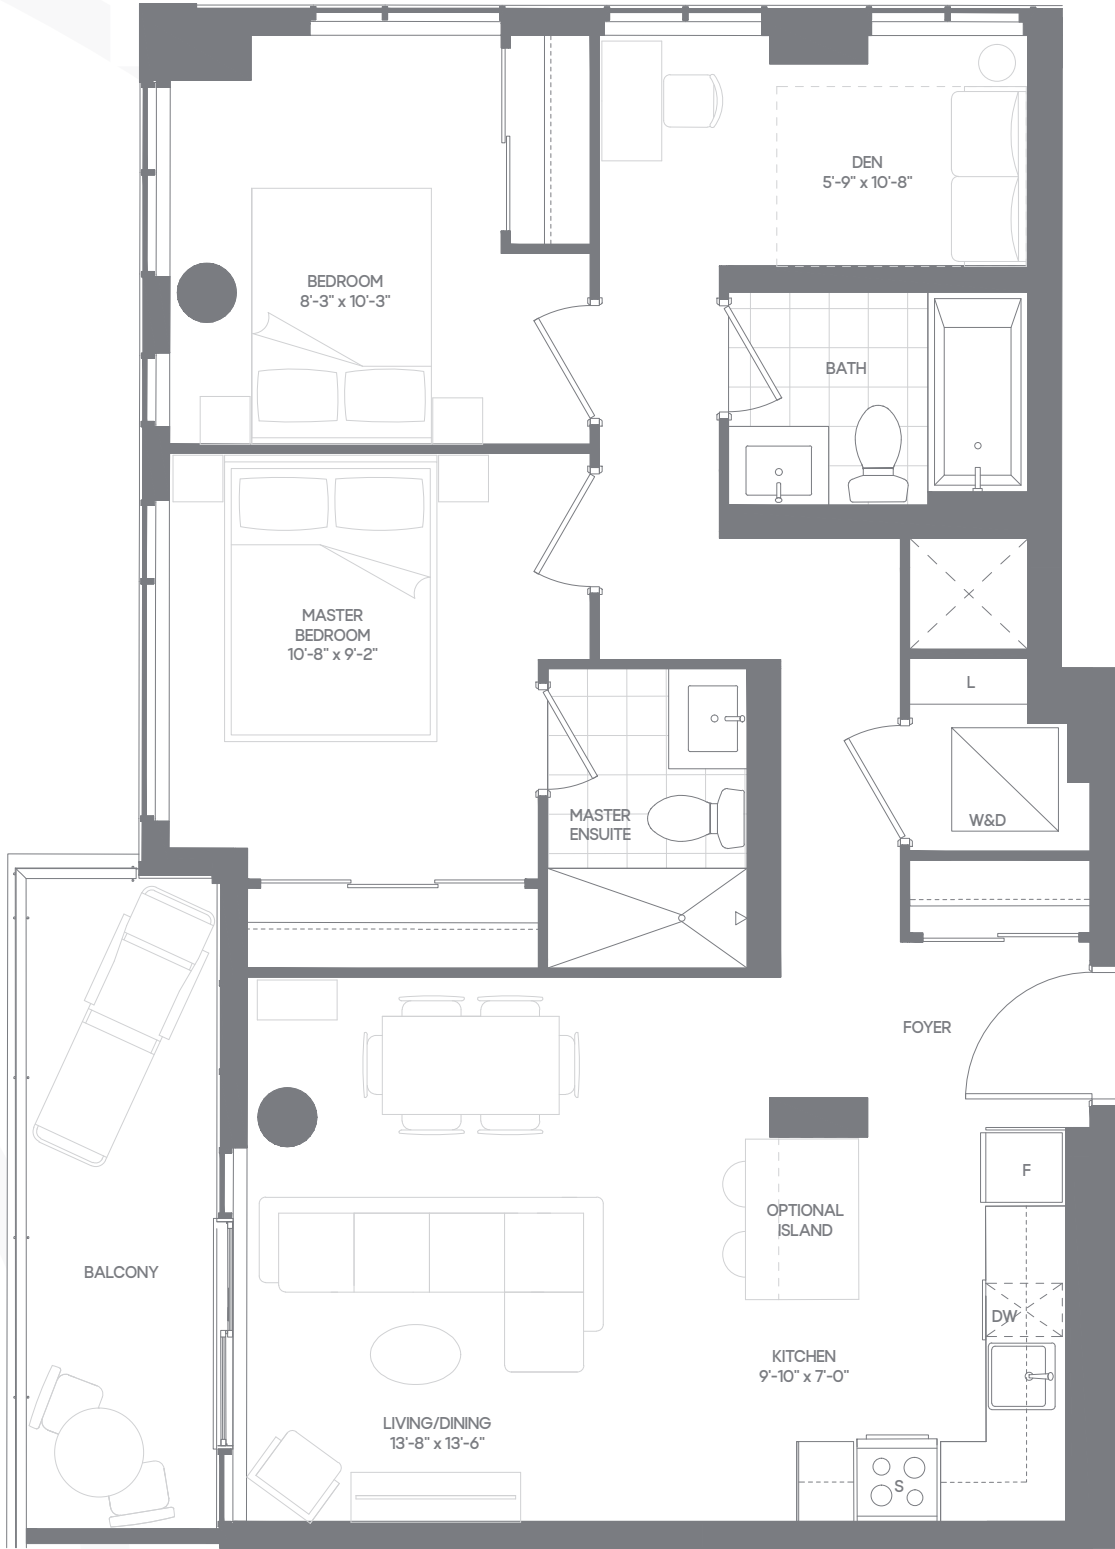 DEN
5'-9" x 10'-8"
BEDROOM
8'-3" x 10'-3"
BATH
MASTER
BEDROOM
10'-8" x 9'-2"
L
MASTER
ENSUITE
W&D
FOYER
F
OPTIONAL
ISLAND
BALCONY
DW
KITCHEN
9'-10" x 7'-0"
LIVING/DINING
13'-8" x 13'-6"
S